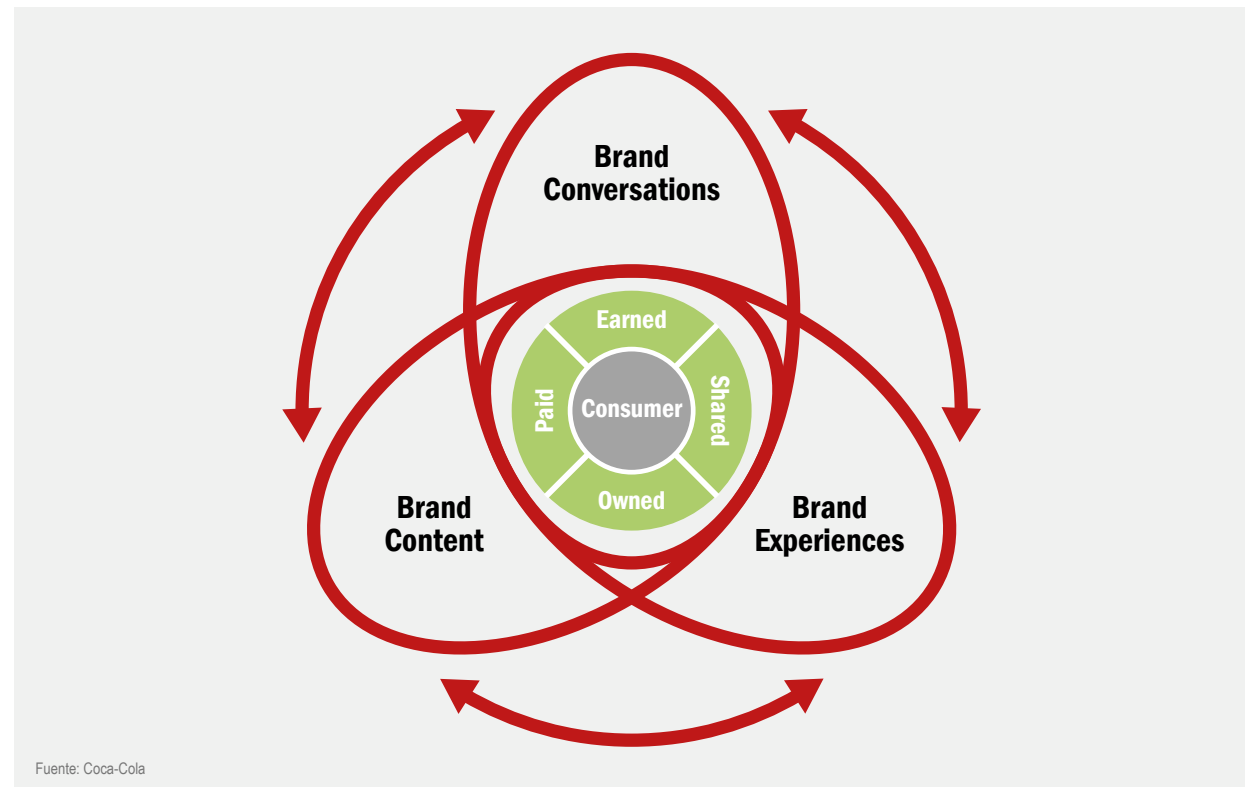 Brand
Conversations
Earned
Paid
Consumer
Shared
Owned
Brand
Content
Brand
Experiences
Fuente: Coca-Cola